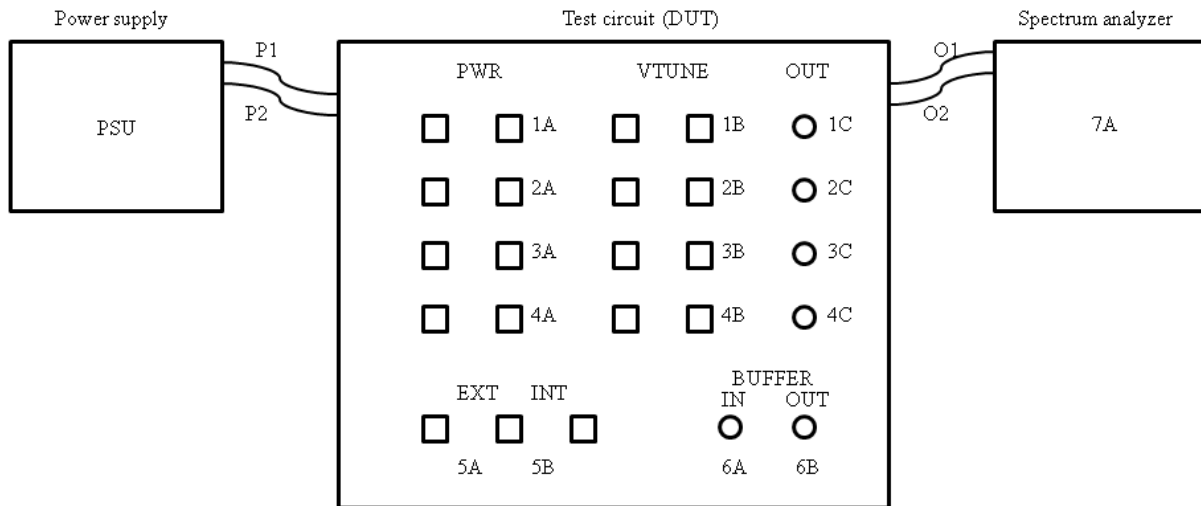 Power supply
Test circuit (DUT)
Spectrum analyzer
P1
O1
PWR
VTUNE
OUT
P2
O2
PSU
1A
1B
1C
7A
2A
2B
2C
3A
3B
3C
4A
4B
4C
BUFFER
EXT
INT
IN
OUT
5A
5B
6A
6B